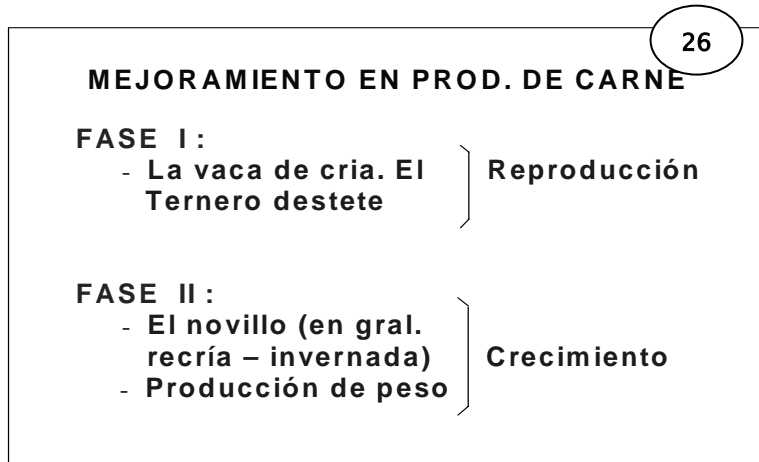 26
MEJORAMIENTO EN PROD. DE CARNE
FASE I :
- La vaca de cria. El
Ternero destete
Reproducción
FASE II :
- El novillo (en gral.
recría – invernada)
- Producción de peso
Crecimiento